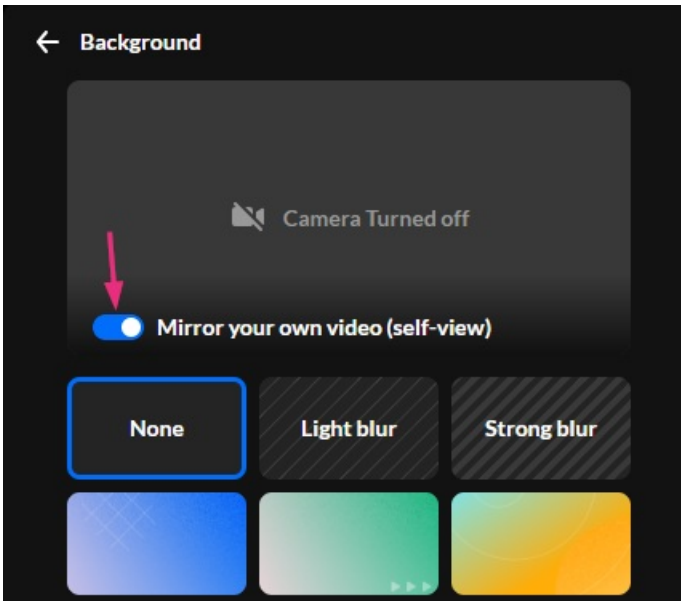 Background
Camera Turned off
Mirror your own video (self-view)
None
Light blur
Strong blur